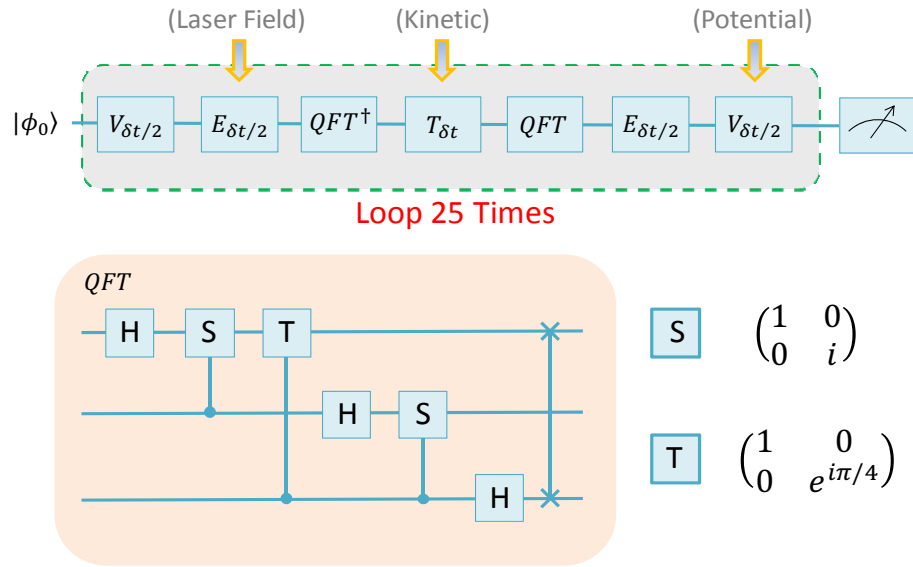 (Laser Field) (Kinetic) (Potential)
|ϕ₀⟩ V_{δt/2} E_{δt/2} QFT† T_{δt} QFT E_{δt/2} V_{δt/2}
Loop 25 Times
QFT
H S T S (1 0
0 i)
H S
T (1 0
0 e^{iπ/4})
H